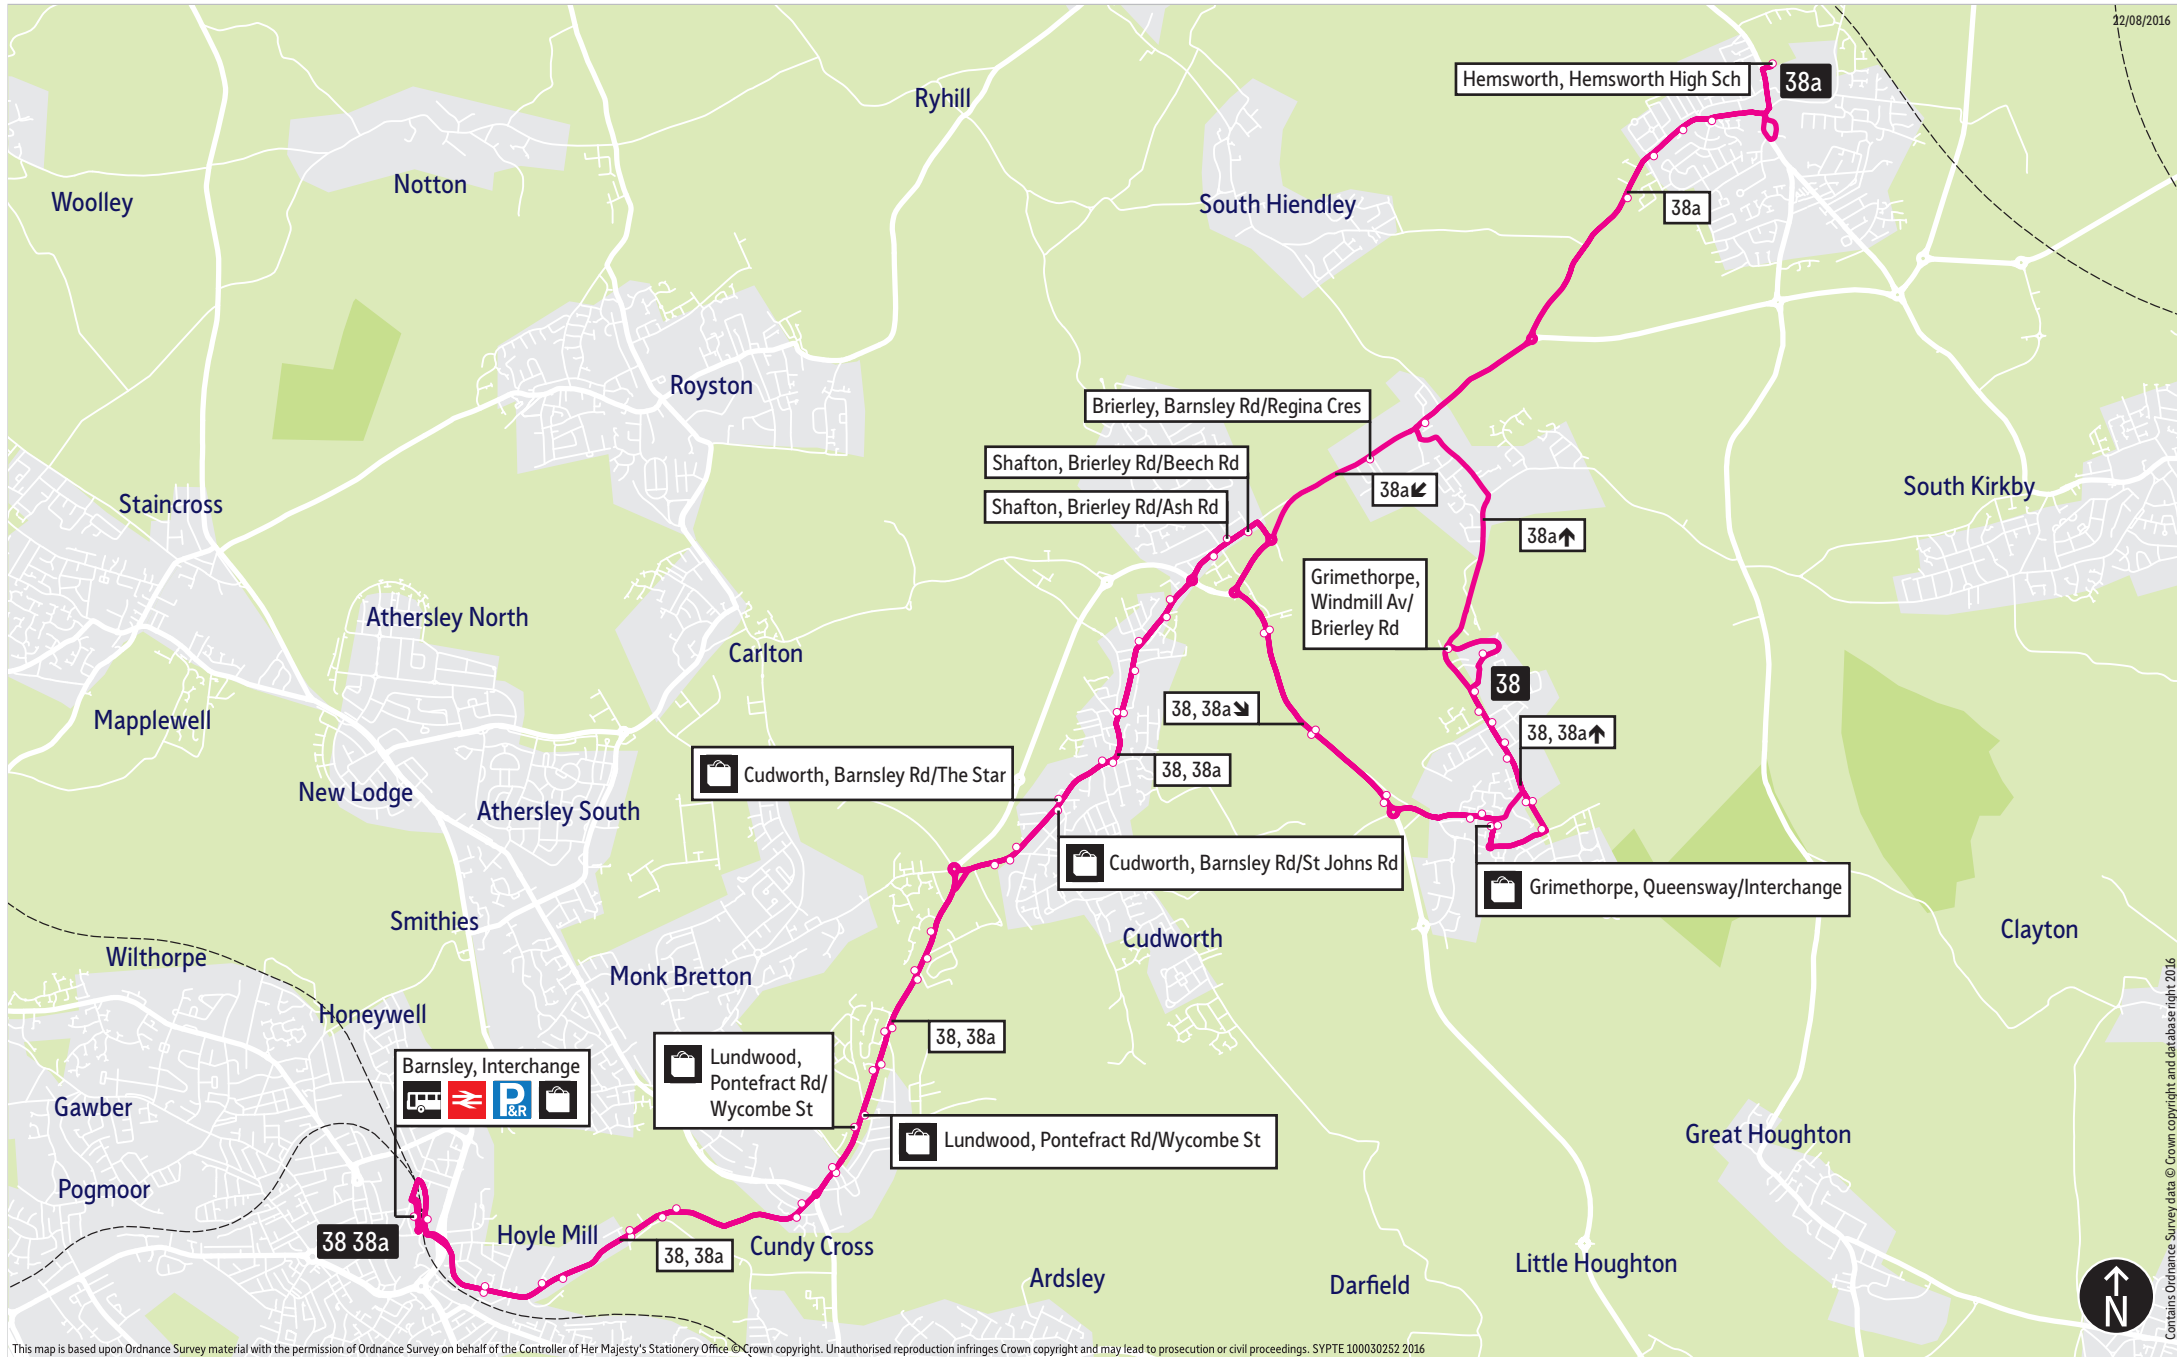 22/08/2016
Hemsworth, Hemsworth High Sch
38a
Ryhill
Notton
Woolley
South Hiendley
38a
Royston
Brierley, Barnsley Rd/Regina Cres
Shafton, Brierley Rd/Beech Rd
38a
South Kirkby
Staincross
Shafton, Brierley Rd/Ash Rd
38a
Grimethorpe,
Windmill Av/
Brierley Rd
Athersley North
Carlton
38
38, 38a
Mapplewell
38, 38a
Cudworth, Barnsley Rd/The Star
38, 38a
New Lodge
Athersley South
Cudworth, Barnsley Rd/St Johns Rd
Grimethorpe, Queensway/Interchange
Smithies
Cudworth
Clayton
Wilthorpe
Monk Bretton
Honeywell
38, 38a
Barnsley, Interchange
P
&R
Lundwood,
Pontefract Rd/
Wycombe St
Gawber
Lundwood, Pontefract Rd/Wycombe St
Great Houghton
Pogmoor
38 38a
Hoyle Mill
38, 38a
Cundy Cross
Ardsley
Darfield
Little Houghton
N
Contains Ordnance Survey data © Crown copyright and database right 2016
This map is based upon Ordnance Survey material with the permission of Ordnance Survey on behalf of the Controller of Her Majesty's Stationery Office © Crown copyright. Unauthorised reproduction infringes Crown copyright and may lead to prosecution or civil proceedings. SYPTE 100030252 2016